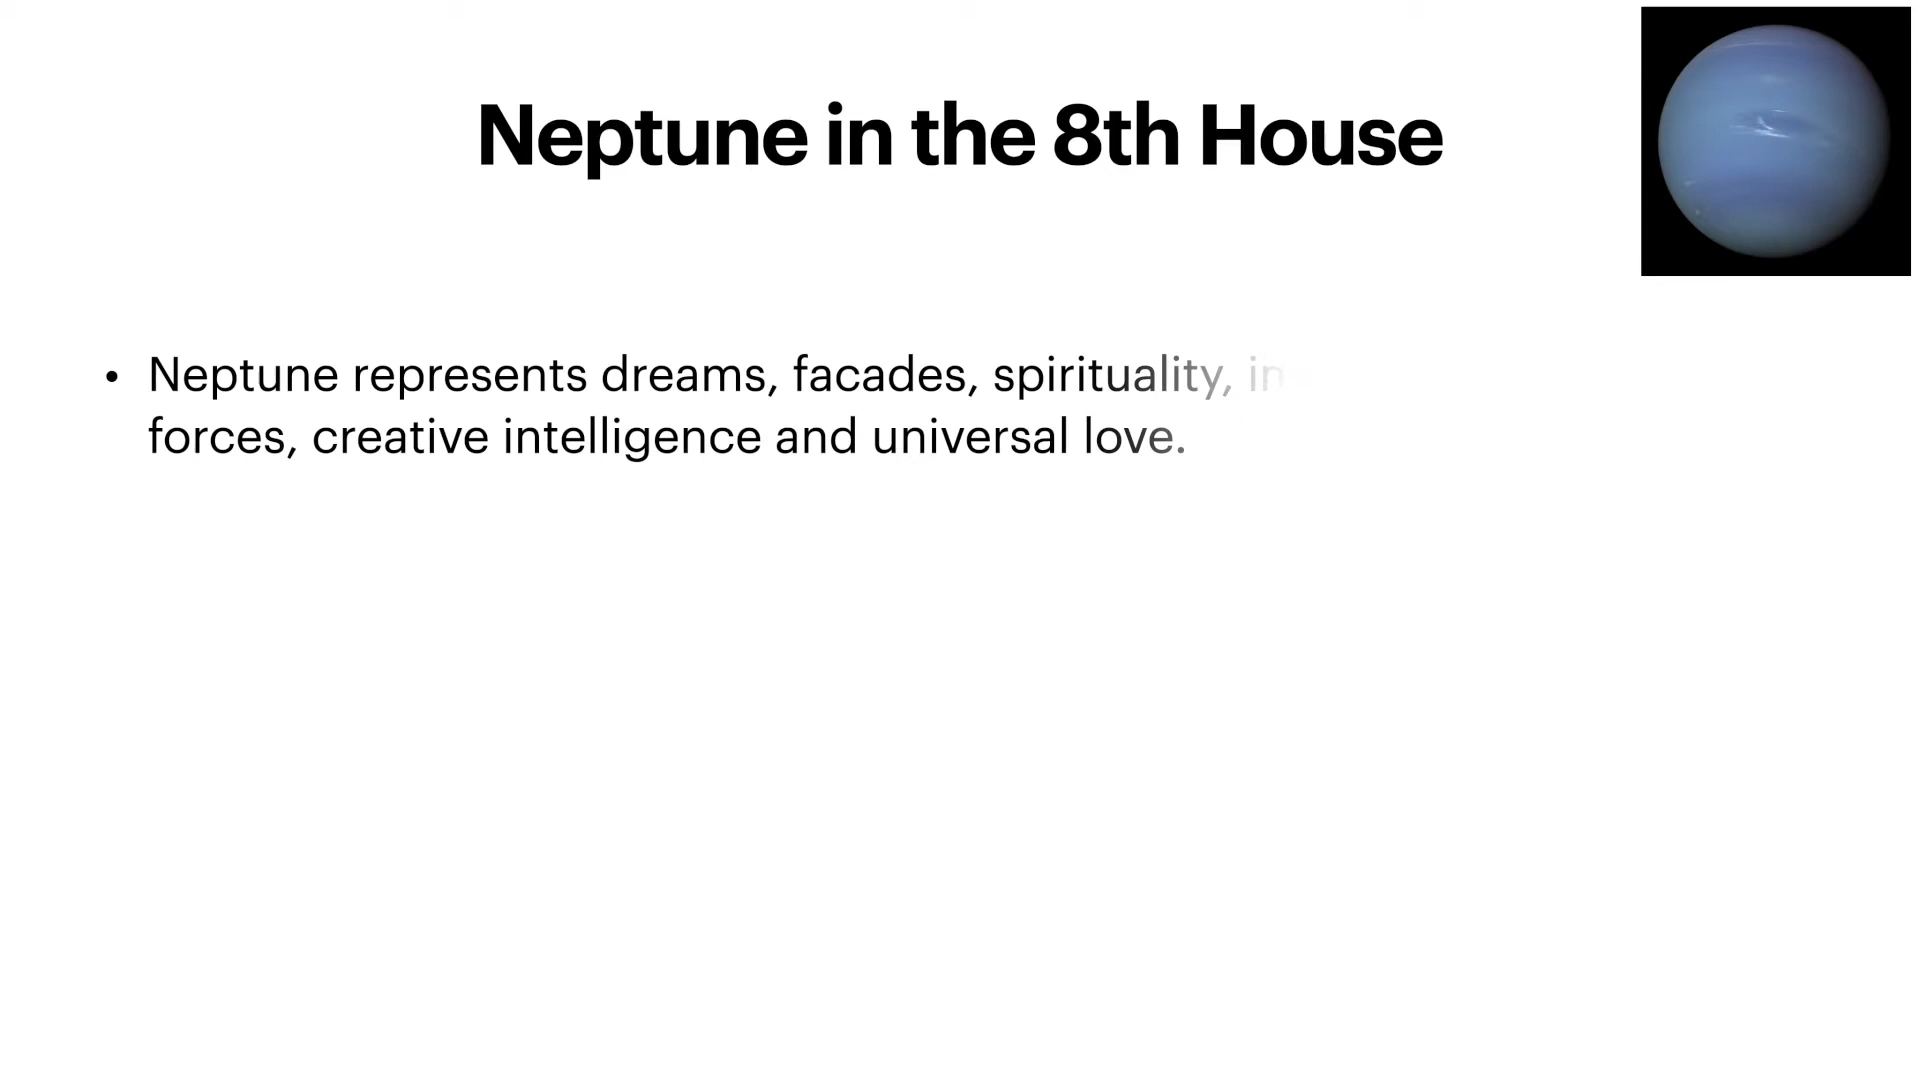 Neptune in the 8th House
• Neptune represents dreams, facades, spirituality,
forces, creative intelligence and universal love.